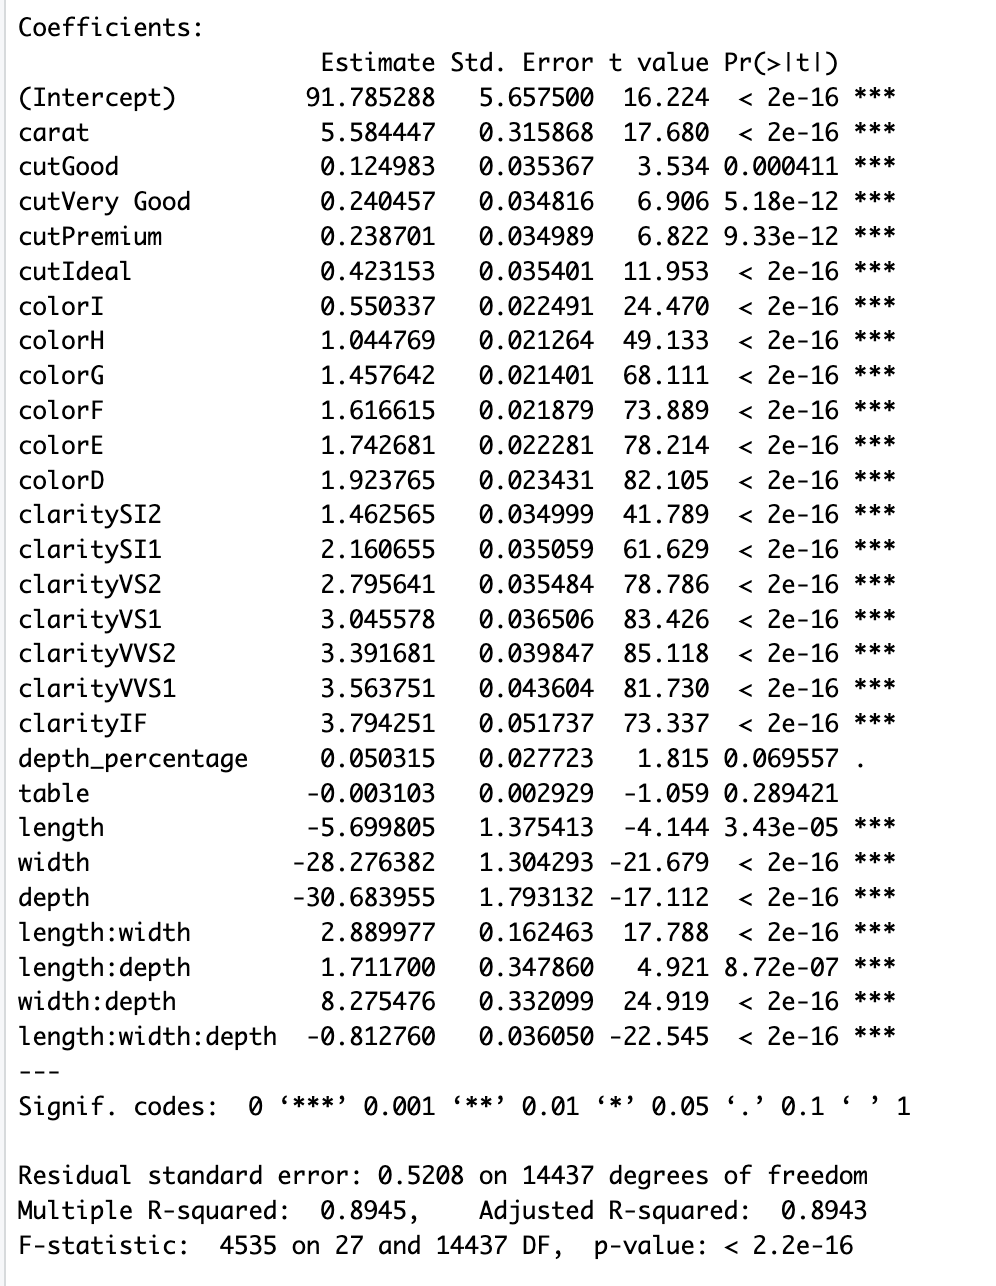 Coefficients:
Estimate Std. Error t value Pr(>|t|)
(Intercept) 91.785288 5.657500 16.224 < 2e-16 ***
carat 5.584447 0.315868 17.680 < 2e-16 ***
cutGood 0.124983 0.035367 3.534 0.000411 ***
cutVery Good 0.240457 0.034816 6.906 5.18e-12 ***
cutPremium 0.238701 0.034989 6.822 9.33e-12 ***
cutIdeal 0.423153 0.035401 11.953 < 2e-16 ***
colorI 0.550337 0.022491 24.470 < 2e-16 ***
colorH 1.044769 0.021264 49.133 < 2e-16 ***
colorG 1.457642 0.021401 68.111 < 2e-16 ***
colorF 1.616615 0.021879 73.889 < 2e-16 ***
colorE 1.742681 0.022281 78.214 < 2e-16 ***
colorD 1.923765 0.023431 82.105 < 2e-16 ***
claritySI2 1.462565 0.034999 41.789 < 2e-16 ***
claritySI1 2.160655 0.035059 61.629 < 2e-16 ***
clarityVS2 2.795641 0.035484 78.786 < 2e-16 ***
clarityVS1 3.045578 0.036506 83.426 < 2e-16 ***
clarityVVS2 3.391681 0.039847 85.118 < 2e-16 ***
clarityVVS1 3.563751 0.043604 81.730 < 2e-16 ***
clarityIF 3.794251 0.051737 73.337 < 2e-16 ***
depth_percentage 0.050315 0.027723 1.815 0.069557 .
table -0.003103 0.002929 -1.059 0.289421
length -5.699805 1.375413 -4.144 3.43e-05 ***
width -28.276382 1.304293 -21.679 < 2e-16 ***
depth -30.683955 1.793132 -17.112 < 2e-16 ***
length:width 2.889977 0.162463 17.788 < 2e-16 ***
length:depth 1.711700 0.347860 4.921 8.72e-07 ***
width:depth 8.275476 0.332099 24.919 < 2e-16 ***
length:width:depth -0.812760 0.036050 -22.545 < 2e-16 ***
---
Signif. codes: 0 ‘***’ 0.001 ‘**’ 0.01 ‘*’ 0.05 ‘.’ 0.1 ‘ ’ 1
Residual standard error: 0.5208 on 14437 degrees of freedom
Multiple R-squared: 0.8945, Adjusted R-squared: 0.8943
F-statistic: 4535 on 27 and 14437 DF, p-value: < 2.2e-16